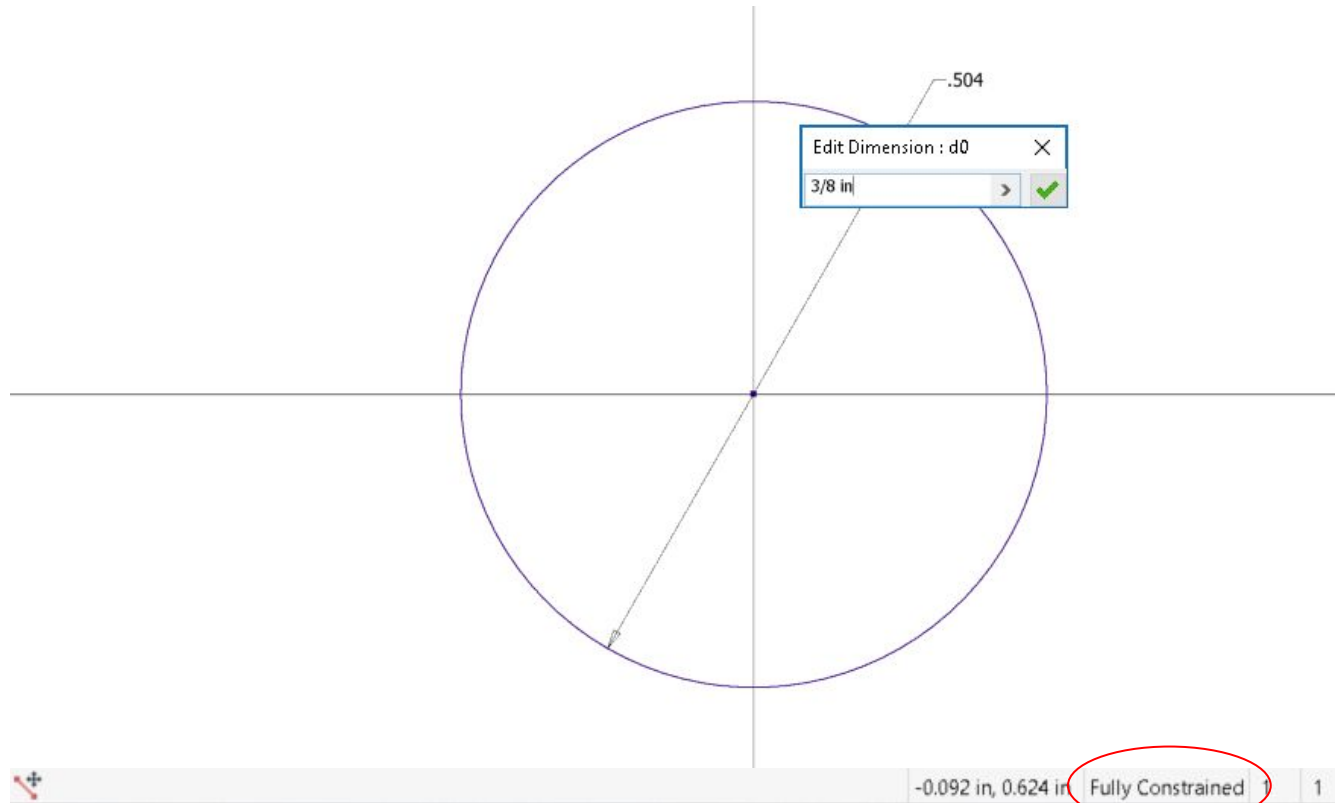 .504
Edit Dimension : d0
3/8 in
-0.092 in, 0.624 in Fully Constrained 1 1